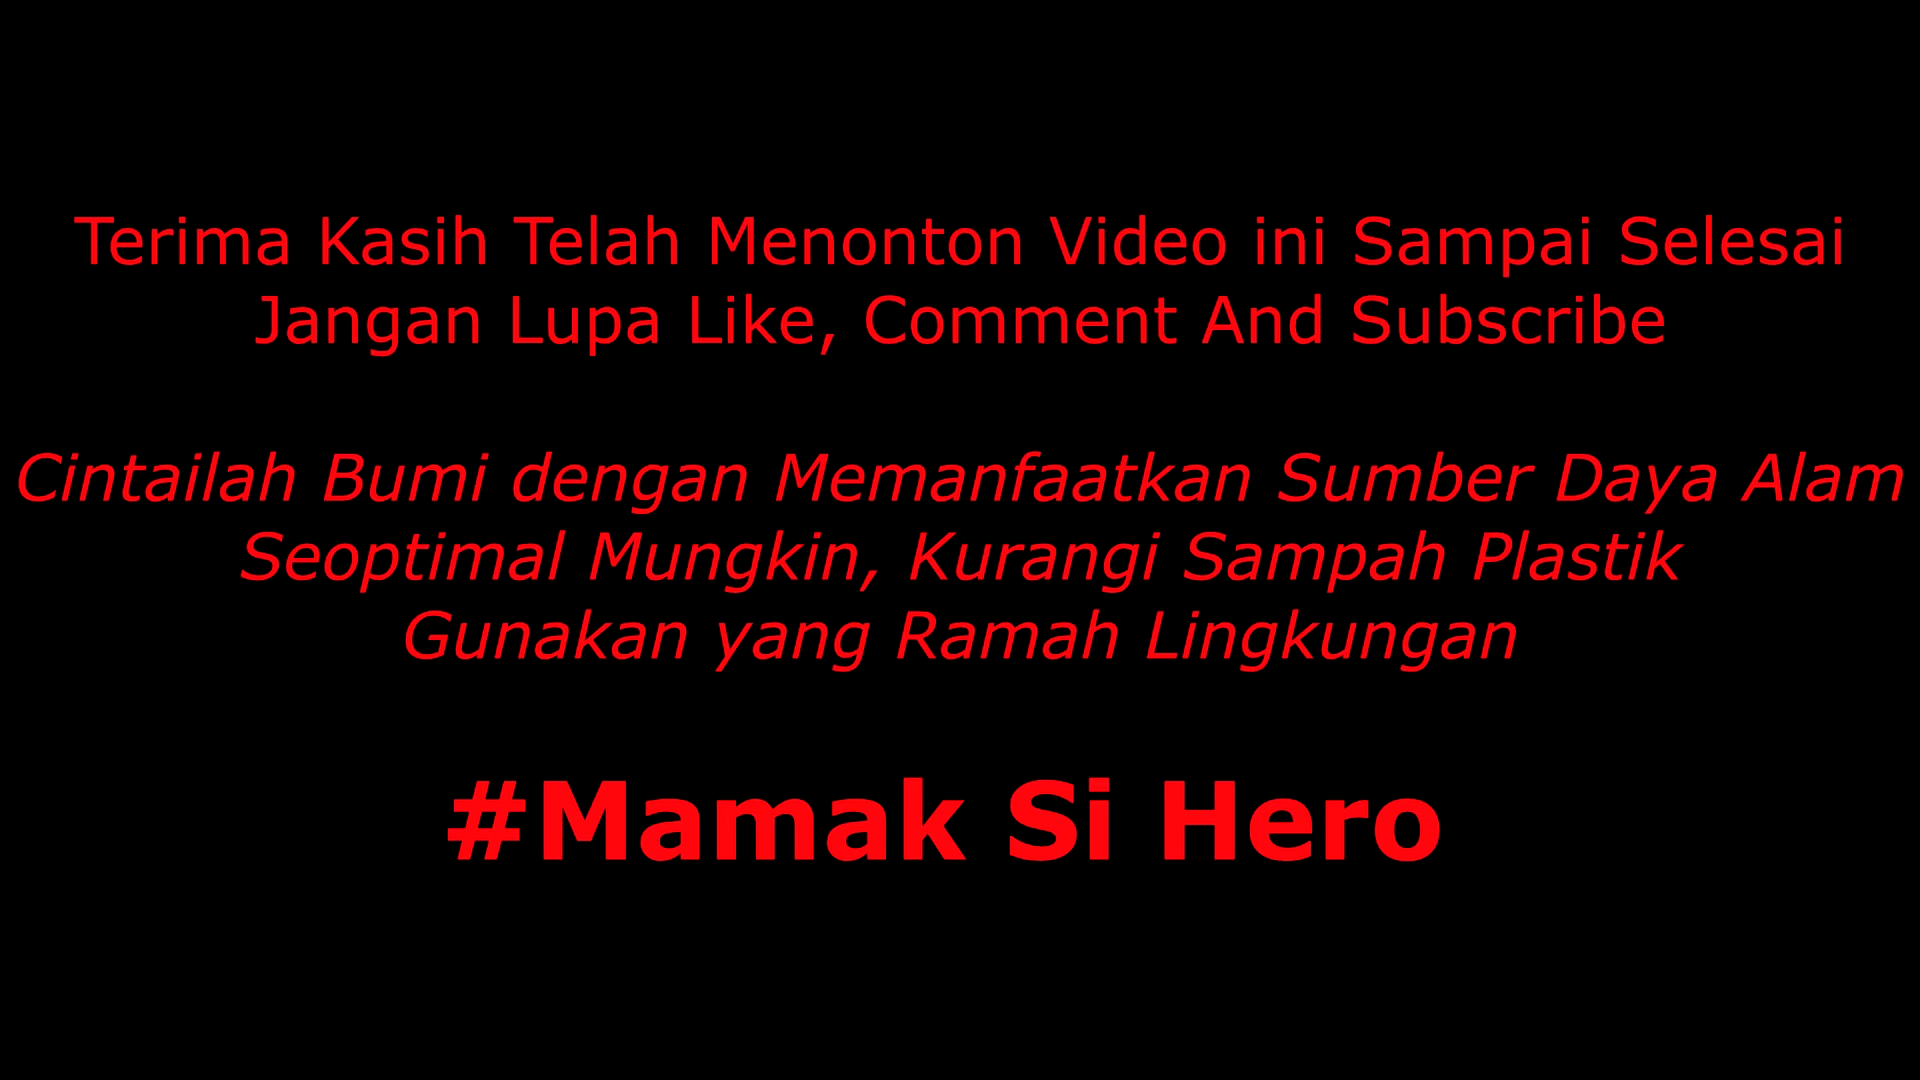 Terima Kasih Telah Menonton Video ini Sampai Selesai
Jangan Lupa Like, Comment And Subscribe
Cintailah Bumi dengan Memanfaatkan Sumber Daya Alam
Seoptimal Mungkin, Kurangi Sampah Plastik
Gunakan yang Ramah Lingkungan
#Mamak Si Hero